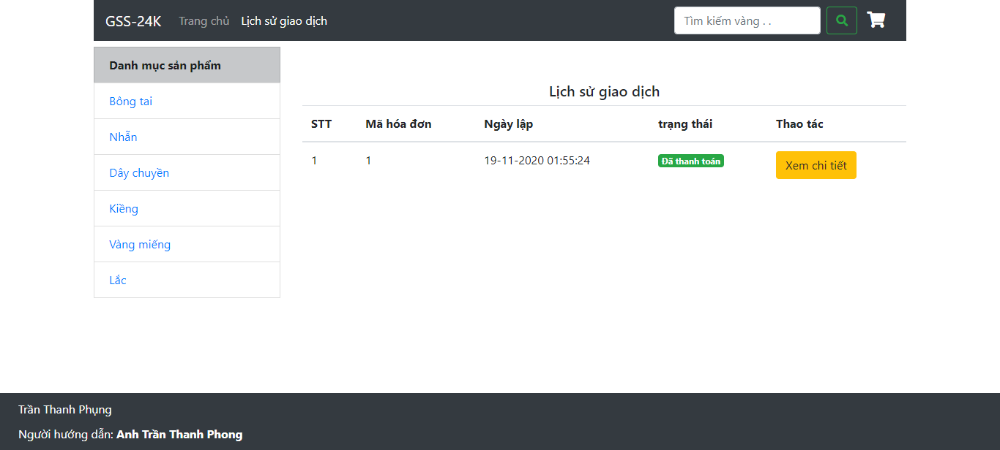 GSS-24K Trang chủ Lịch sử giao dịch Tìm kiếm vàng . .
Danh mục sản phẩm
Bông tai
Nhẫn
Dây chuyền
Kiềng
Vàng miếng
Lắc
Lịch sử giao dịch
STT Mã hóa đơn Ngày lập trạng thái Thao tác
1 1 19-11-2020 01:55:24 Đã thanh toán Xem chi tiết
Trần Thanh Phụng
Người hướng dẫn: Anh Trần Thanh Phong